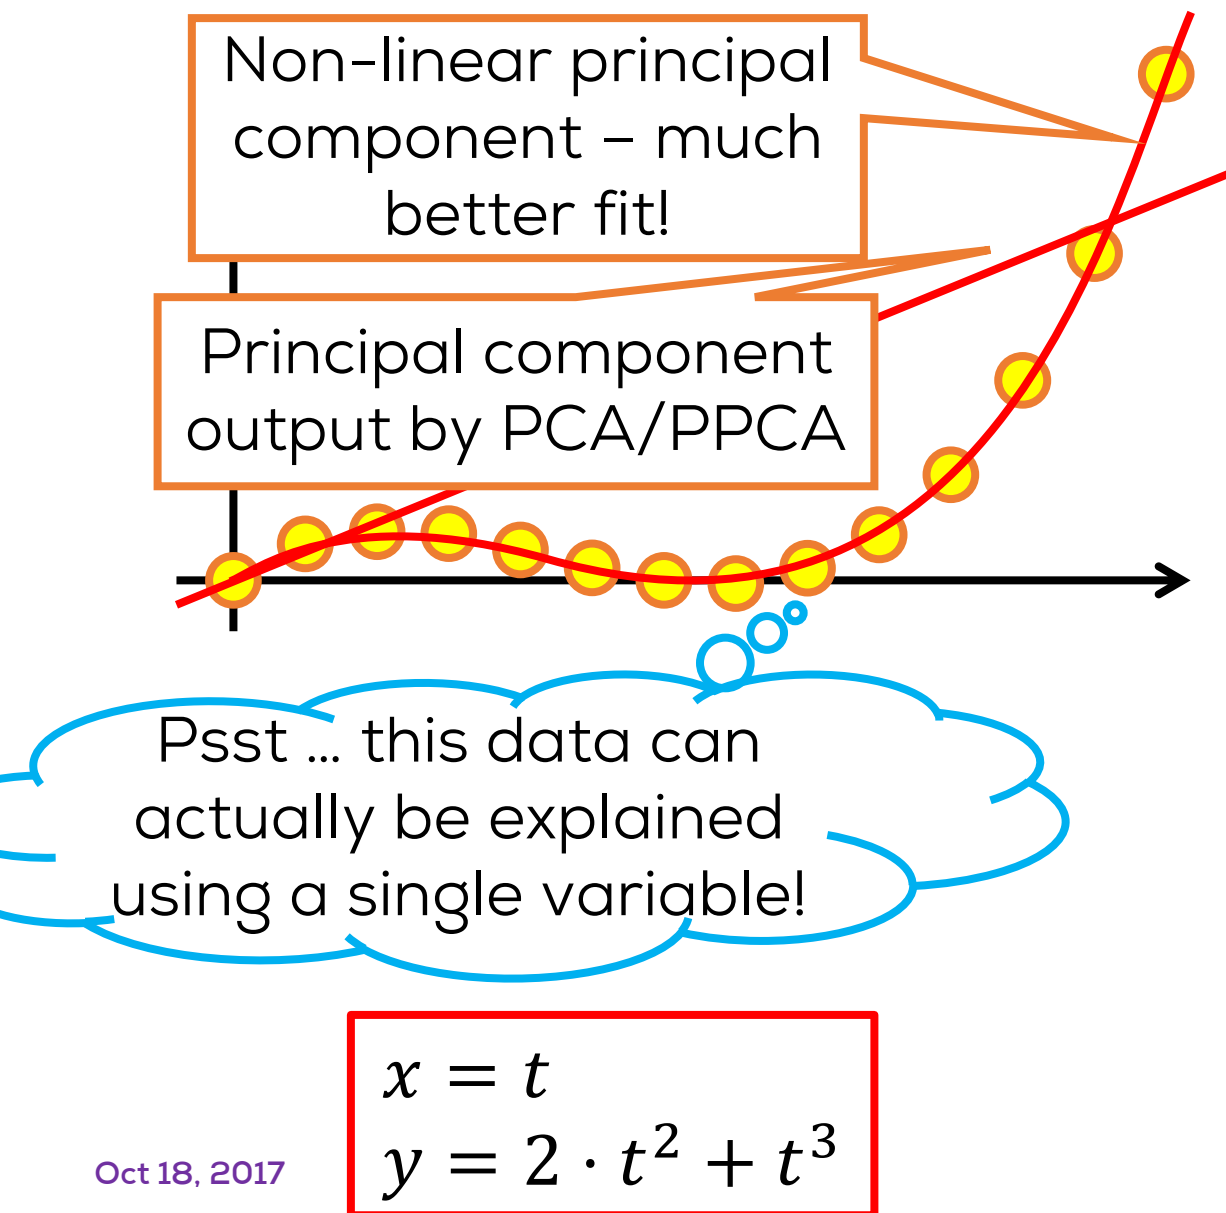 Non-linear principal
component – much
better fit!
Principal component
output by PCA/PPCA
Psst ... this data can
actually be explained
using a single variable!
x = t
y = 2 · t² + t³
Oct 18, 2017